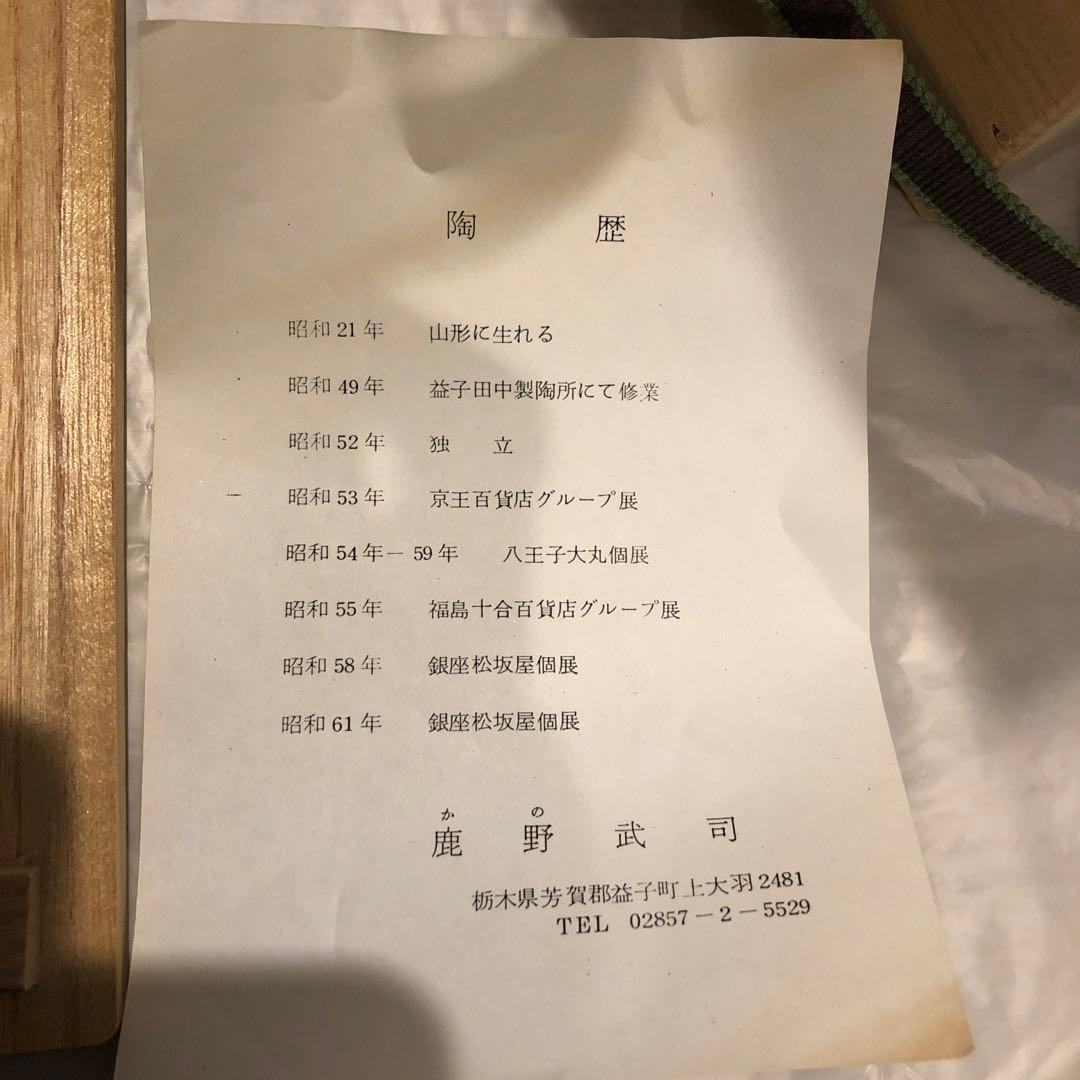 陶歴
昭和21年 山形に生れる
昭和49年 益子田中製陶所にて修業
昭和52年 独立
昭和53年 京王百貨店グループ展
昭和54年－59年 八王子大丸個展
昭和55年 福島十合百貨店グループ展
昭和58年 銀座松坂屋個展
昭和61年 銀座松坂屋個展
かの
鹿野武司
栃木県芳賀郡益子町上大羽2481
TEL 02857－2－5529